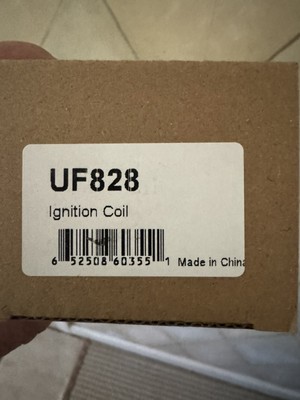 UF828
Ignition Coil
6 52508 60355 1 Made in China